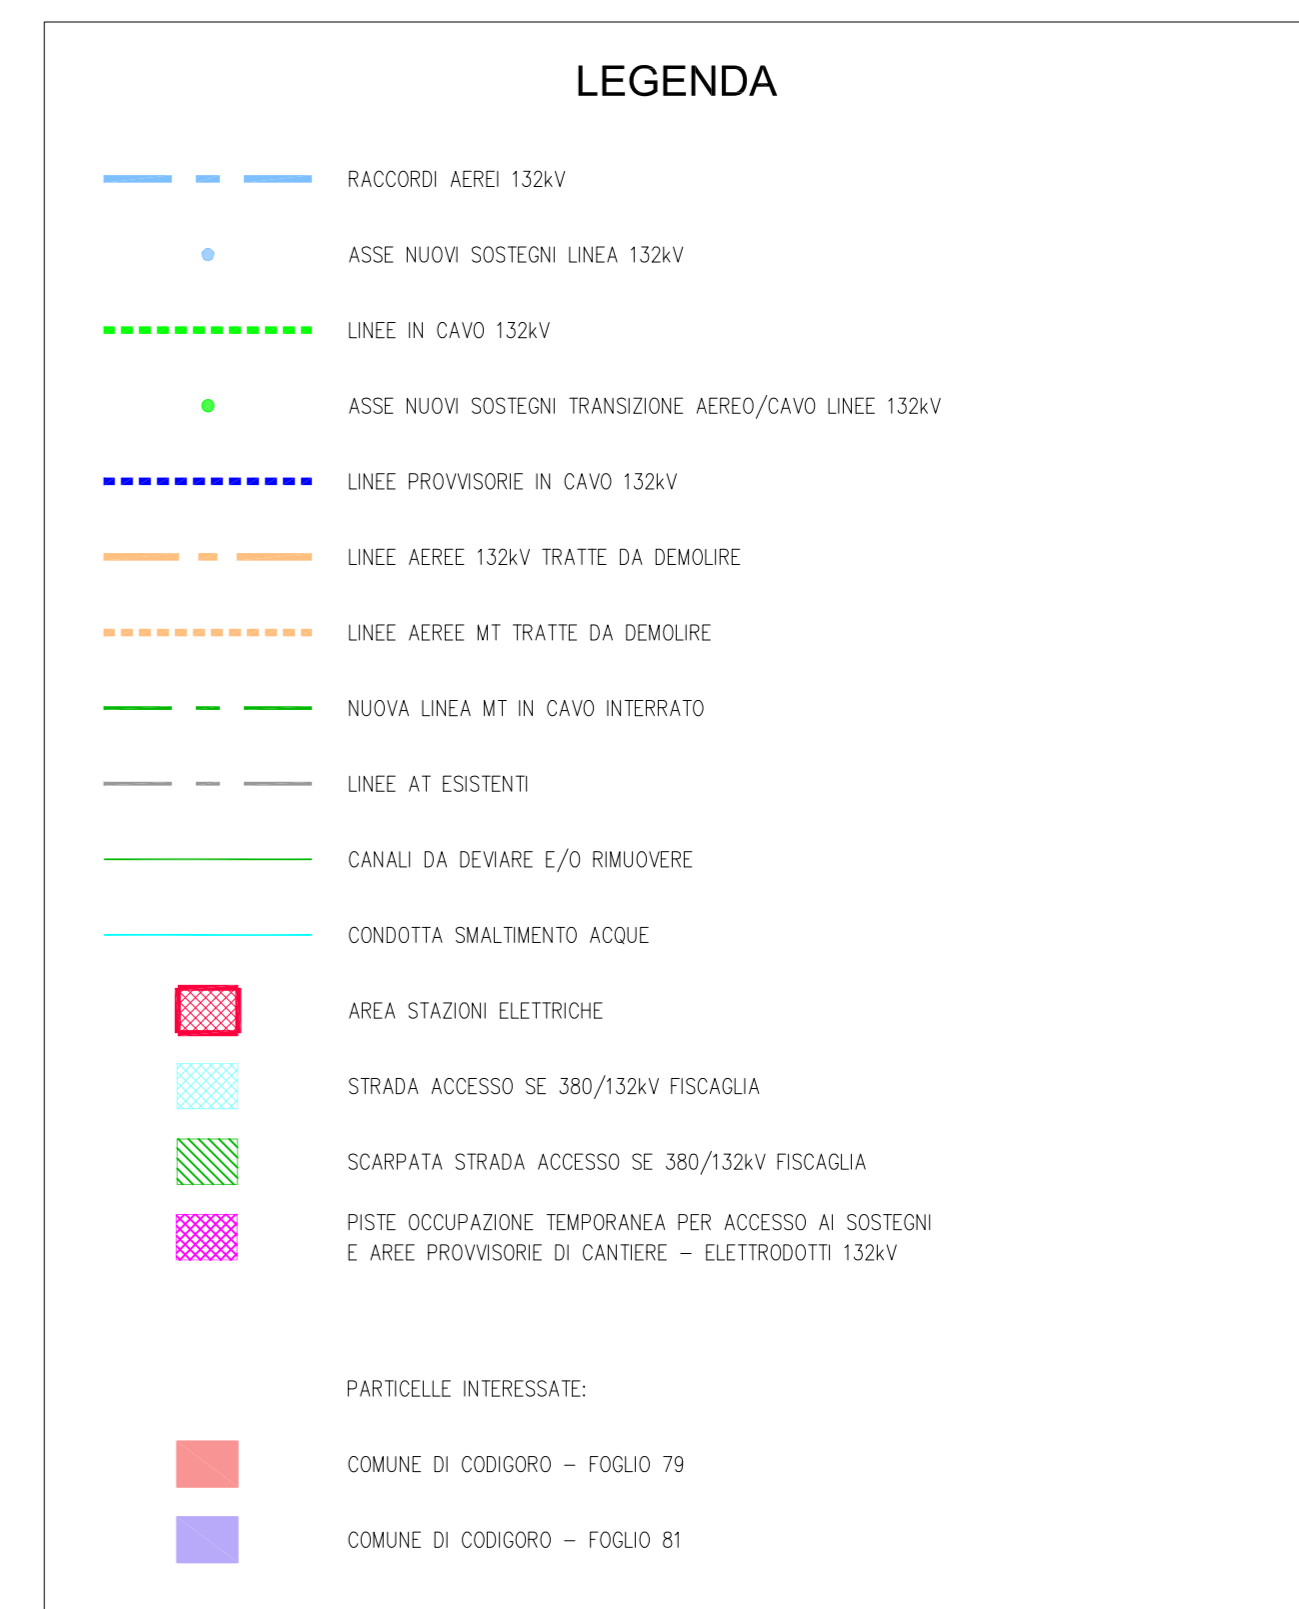 LEGENDA
RACCORDI AEREI 132kV
ASSE NUOVI SOSTEGNI LINEA 132kV
LINEE IN CAVO 132kV
ASSE NUOVI SOSTEGNI TRANSIZIONE AEREO/CAVO LINEE 132kV
LINEE PROVVISORIE IN CAVO 132kV
LINEE AEREE 132kV TRATTE DA DEMOLIRE
LINEE AEREE MT TRATTE DA DEMOLIRE
NUOVA LINEA MT IN CAVO INTERRATO
LINEE AT ESISTENTI
CANALI DA DEVIARE E/O RIMUOVERE
CONDOTTA SMALTIMENTO ACQUE
AREA STAZIONI ELETTRICHE
STRADA ACCESSO SE 380/132kV FISCAGLIA
SCARPATA STRADA ACCESSO SE 380/132kV FISCAGLIA
PISTE OCCUPAZIONE TEMPORANEA PER ACCESSO AI SOSTEGNI
E AREE PROVVISORIE DI CANTIERE – ELETTRODOTTI 132kV
PARTICELLE INTERESSATE:
COMUNE DI CODIGORO – FOGLIO 79
COMUNE DI CODIGORO – FOGLIO 81